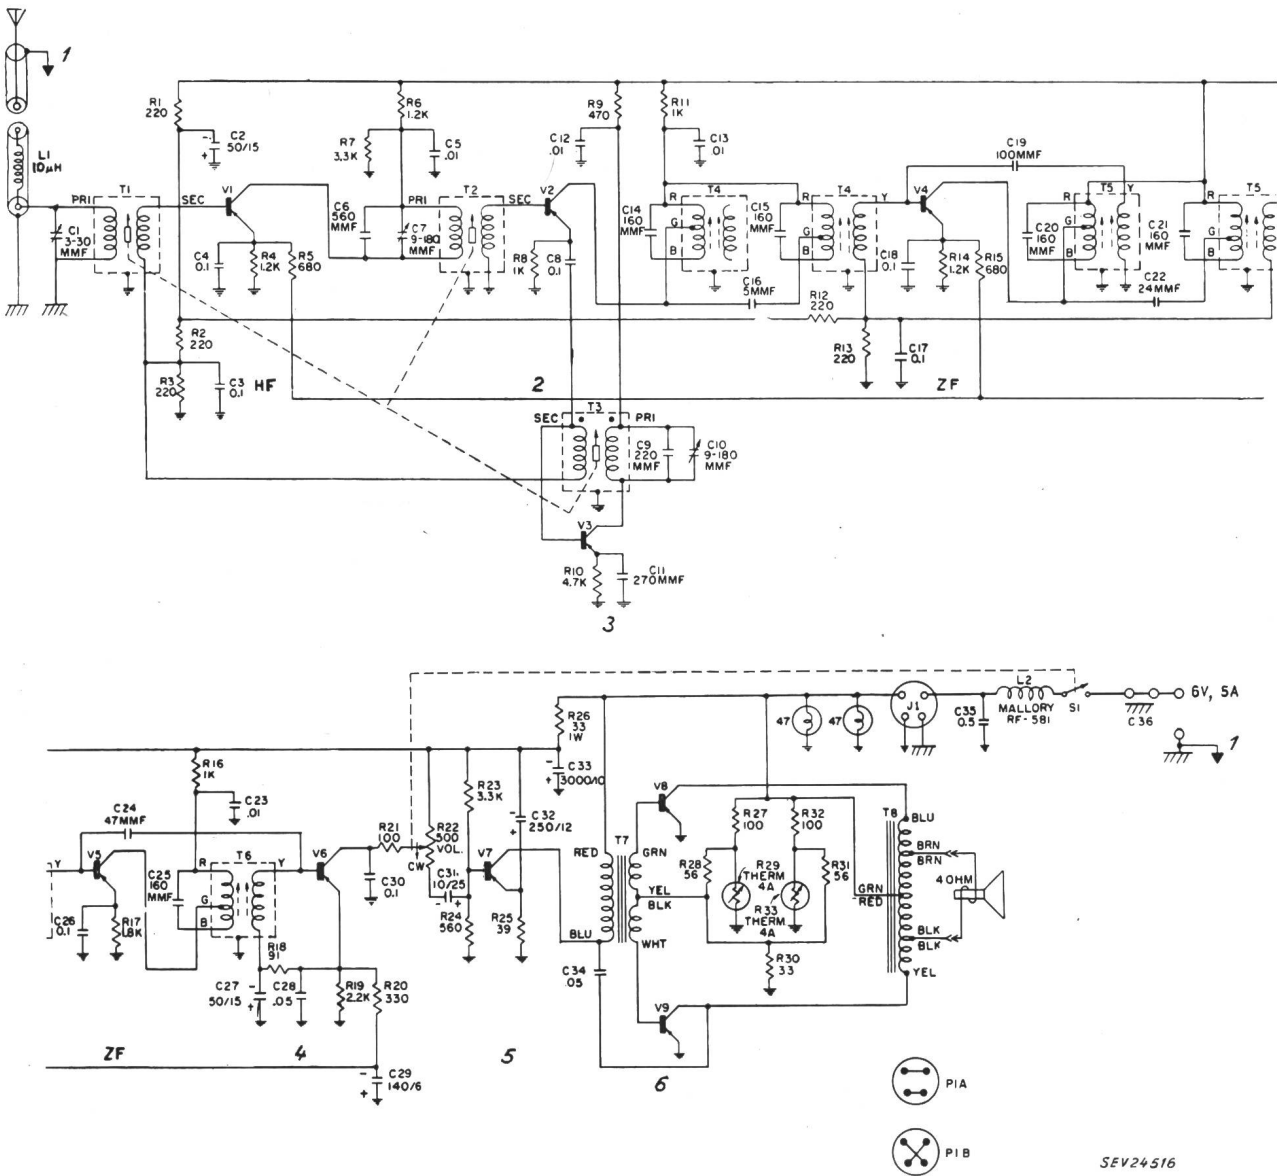 1
L1
10µH
R1
220
C2
50/15
-
+
R6
1.2K
R7
3.3K
C5
.01
C12
.01
R9
470
R11
1K
C13
.01
C19
100MMF
PRI
T1
SEC
V1
C1
3-30
MMF
C4
0.1
R4
1.2K
R5
680
C6
560
MMF
PRI
T2
SEC
C7
9-180
MMF
V2
R8
1K
C8
0.1
C14
160
MMF
R
G
B
T4
C15
160
MMF
R
G
B
T4
Y
C16
5MMF
V4
C18
0.1
R14
1.2K
R15
680
C20
160
MMF
R
G
B
T5
Y
C21
160
MMF
R
G
B
T5
C22
24MMF
R2
220
R3
220
C3
0.1
HF
2
R12
220
R13
220
C17
0.1
ZF
SEC
T3
PRI
C9
220
MMF
C10
9-180
MMF
V3
R10
4.7K
C11
270MMF
3
R16
1K
C23
.01
C24
47MMF
Y
V5
C25
160
MMF
R
G
B
T6
Y
V6
C26
0.1
R17
1.8K
R18
91
C27
50/15
-
+
C28
.05
R19
2.2K
R20
330
ZF
4
C29
140/6
-
+
R21
100
C30
0.1
R22
500
VOL.
CW
C31
10/25
-
+
R23
3.3K
R24
560
V7
R25
39
C32
250/12
-
+
R26
33
1W
C33
3000/10
-
+
5
RED
BLU
T7
GRN
YEL
BLK
WHT
C34
.05
V8
V9
6
R27
100
R28
56
R29
THERM
4A
R32
100
R31
56
R33
THERM
4A
R30
33
47
47
J1
C35
0.5
L2
MALLORY
RF-581
S1
C36
6V, 5A
1
T8
BLU
BRN
BRN
GRN
RED
BLK
BLK
YEL
4 OHM
P1A
P1B
SEV24516